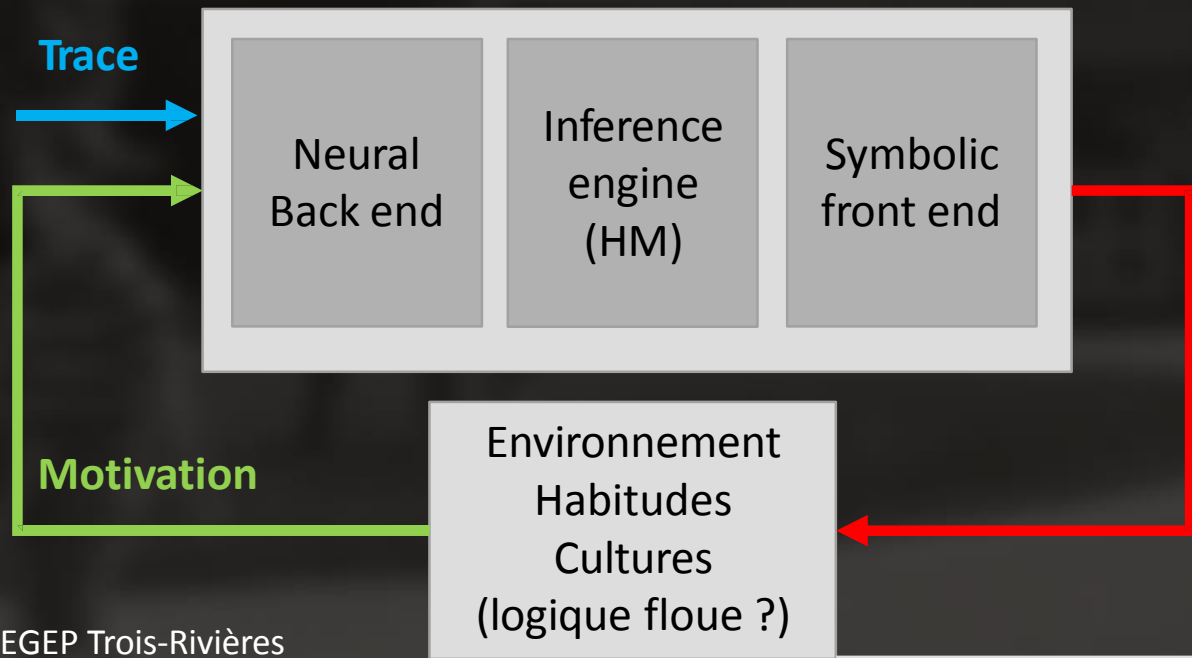 Trace
Neural
Back end
Inference
engine
(HM)
Symbolic
front end
Motivation
Environnement
Habitudes
Cultures
(logique floue ?)
EGEP Trois-Rivières